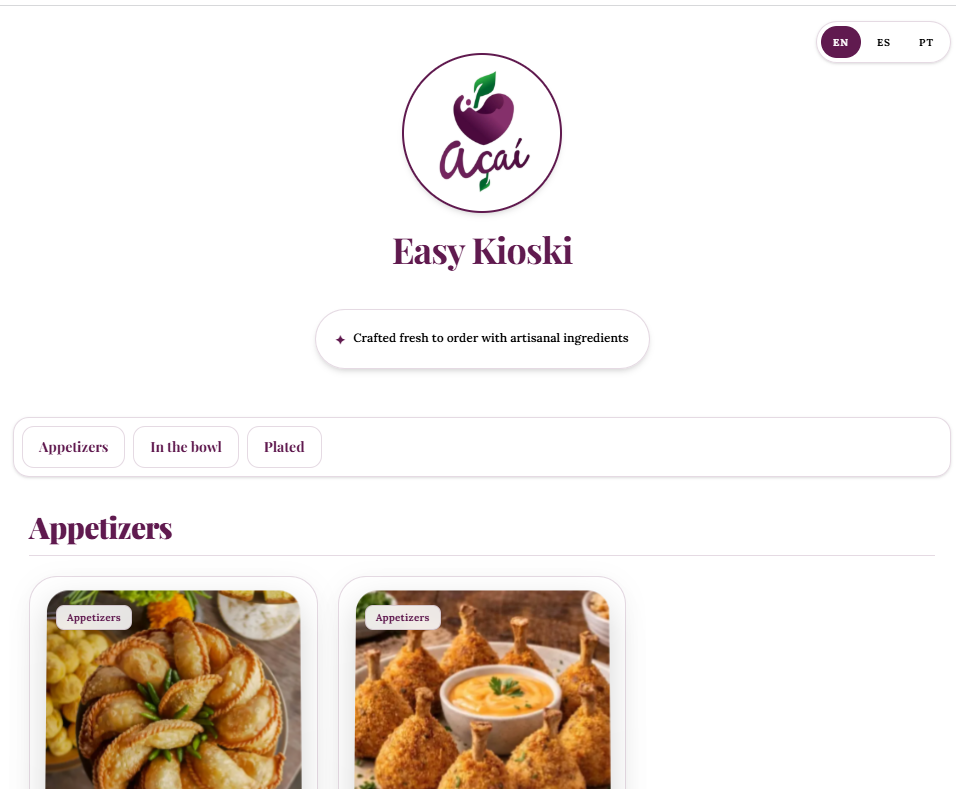 EN ES PT
Açaí
Easy Kioski
✦ Crafted fresh to order with artisanal ingredients
Appetizers In the bowl Plated
Appetizers
Appetizers Appetizers